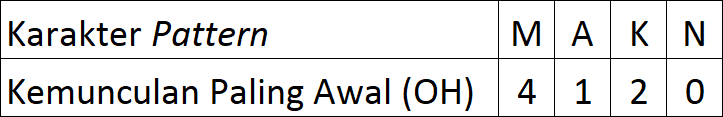 Karakter Pattern M A K N
Kemunculan Paling Awal (OH) 4 1 2 0